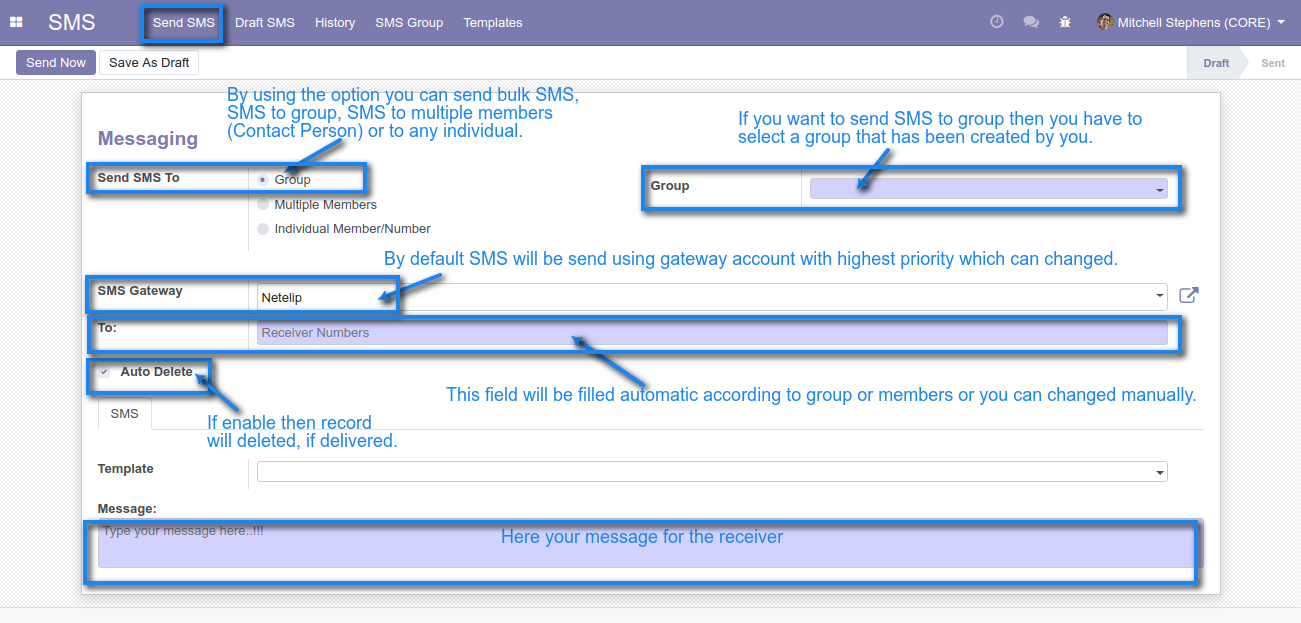 SMS Send SMS Draft SMS History SMS Group Templates Mitchell Stephens (CORE)
Send Now Save As Draft Draft Sent
By using the option you can send bulk SMS,
SMS to group, SMS to multiple members
(Contact Person) or to any individual.
If you want to send SMS to group then you have to
select a group that has been created by you.
Messaging
Send SMS To Group
Multiple Members
Individual Member/Number
Group
By default SMS will be send using gateway account with highest priority which can changed.
SMS Gateway Netelip
To: Receiver Numbers
Auto Delete
This field will be filled automatic according to group or members or you can changed manually.
SMS
If enable then record
will deleted, if delivered.
Template
Message:
Type your message here..!!!
Here your message for the receiver